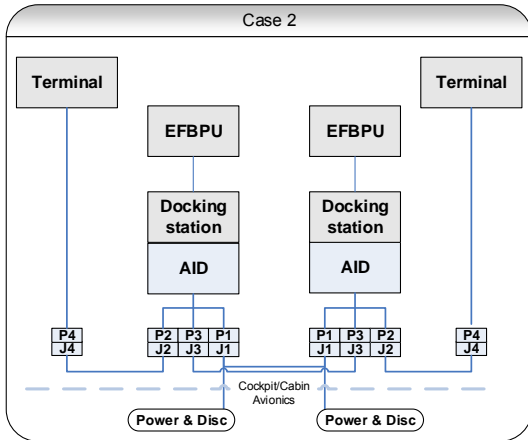 Case 2
Terminal
Terminal
EFBPU
EFBPU
Docking
station
Docking
station
AID
AID
P4
J4
P2 P3 P1
J2 J3 J1
P1 P3 P2
J1 J3 J2
P4
J4
Cockpit/Cabin
Avionics
Power & Disc
Power & Disc